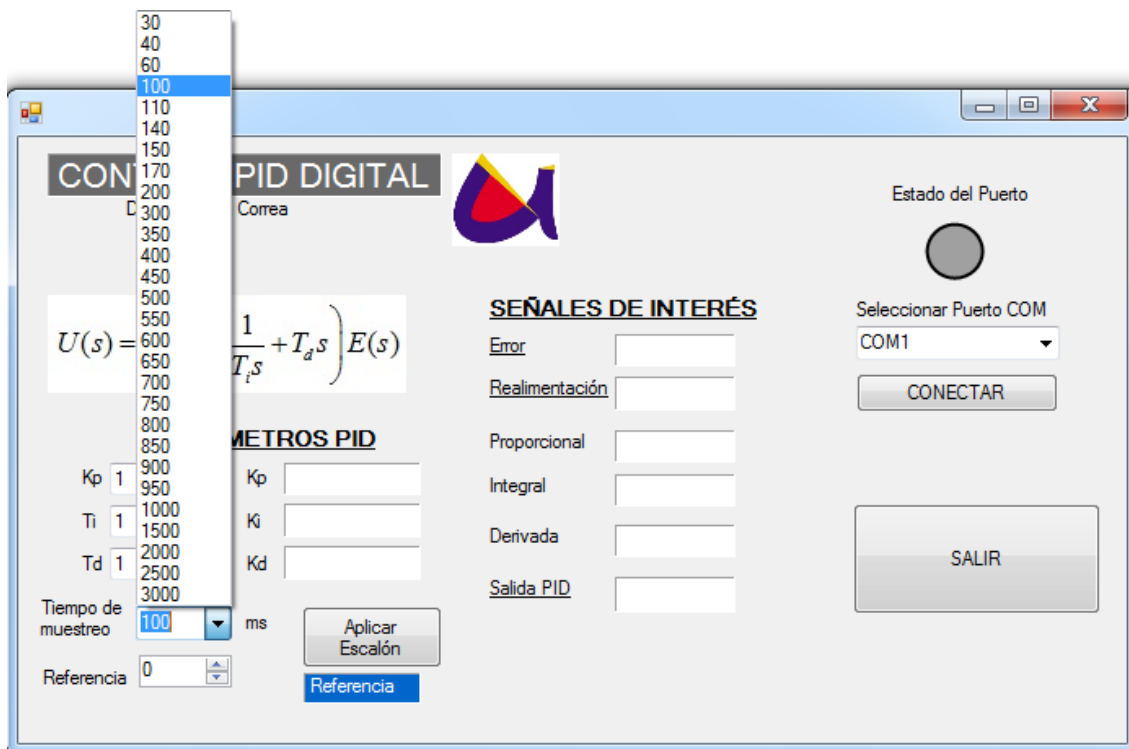 30
40
60
100
110
140
150
170
200
300
350
400
450
500
550
600
650
700
750
800
850
900
950
1000
1500
2000
2500
3000
CON PID DIGITAL
D Correa
U(s) = 1/T_i s + T_d s) E(s)
METROS PID
Kp 1 Kp
Ti 1 Ki
Td 1 Kd
Tiempo de
muestreo 100 ms
Referencia 0
Aplicar
Escalón
Referencia
SEÑALES DE INTERÉS
Error
Realimentación
Proporcional
Integral
Derivada
Salida PID
Estado del Puerto
Seleccionar Puerto COM
COM1
CONECTAR
SALIR